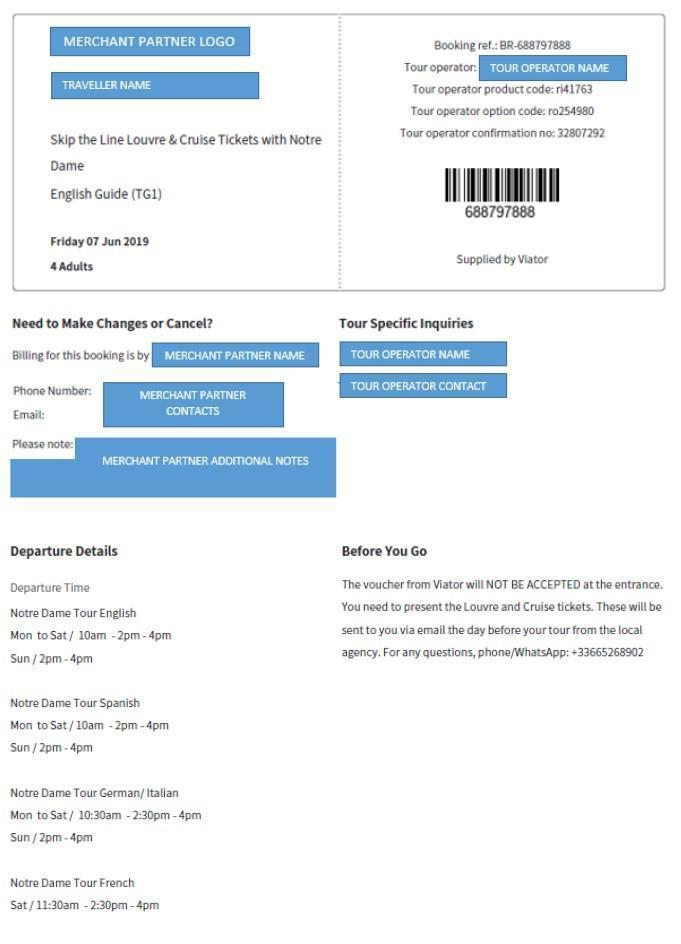 MERCHANT PARTNER LOGO
TRAVELLER NAME
Skip the Line Louvre & Cruise Tickets with Notre
Dame
English Guide (TG1)
Friday 07 Jun 2019
4 Adults
Booking ref.: BR-688797888
Tour operator: TOUR OPERATOR NAME
Tour operator product code: ri41763
Tour operator option code: ro254980
Tour operator confirmation no: 32807292
688797888
Supplied by Viator
Need to Make Changes or Cancel?
Billing for this booking is by MERCHANT PARTNER NAME
Phone Number:
Email:
MERCHANT PARTNER
CONTACTS
Please note:
MERCHANT PARTNER ADDITIONAL NOTES
Tour Specific Inquiries
TOUR OPERATOR NAME
TOUR OPERATOR CONTACT
Departure Details
Departure Time
Notre Dame Tour English
Mon to Sat / 10am - 2pm - 4pm
Sun / 2pm - 4pm
Notre Dame Tour Spanish
Mon to Sat / 10am - 2pm - 4pm
Sun / 2pm - 4pm
Notre Dame Tour German/ Italian
Mon to Sat / 10:30am - 2:30pm - 4pm
Sun / 2pm - 4pm
Notre Dame Tour French
Sat / 11:30am - 2:30pm - 4pm
Before You Go
The voucher from Viator will NOT BE ACCEPTED at the entrance.
You need to present the Louvre and Cruise tickets. These will be
sent to you via email the day before your tour from the local
agency. For any questions, phone/WhatsApp: +33665268902